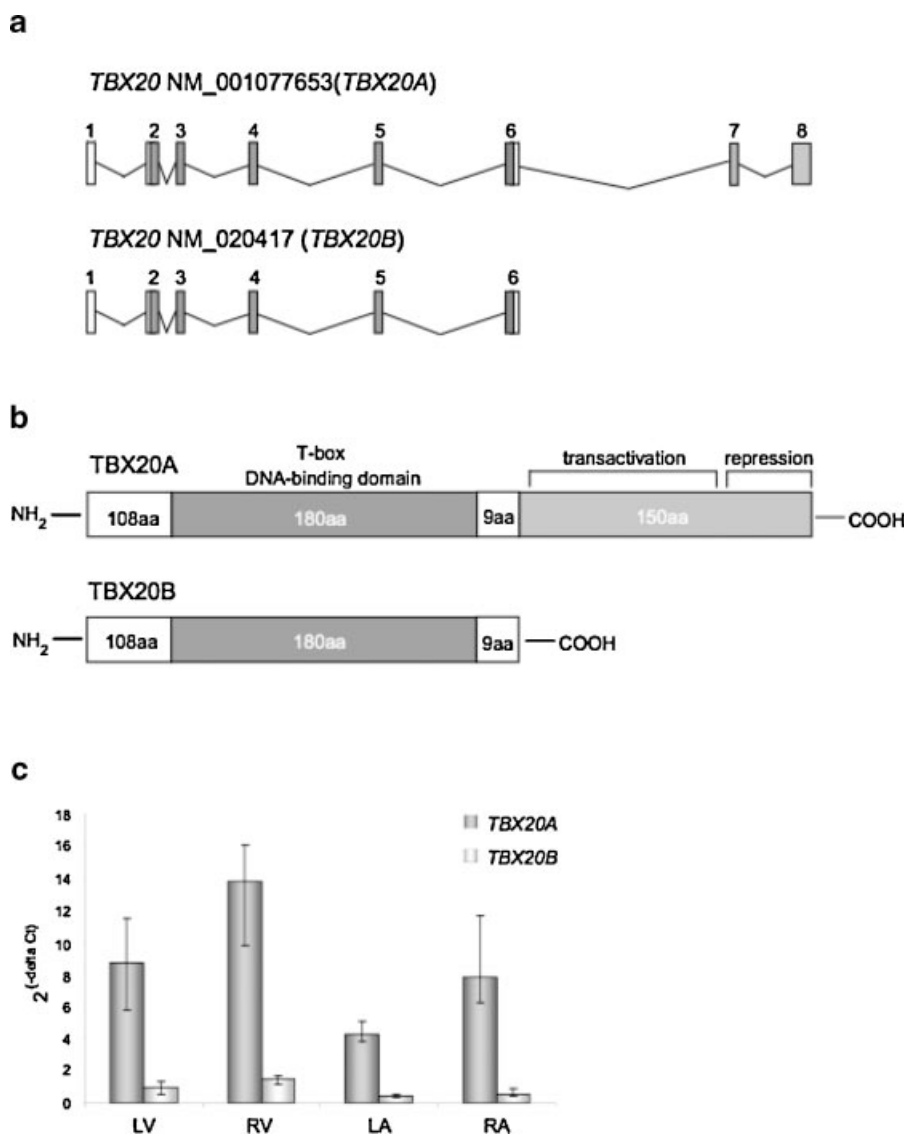 a
TBX20 NM_001077653(TBX20A)
1 2 3 4 5 6 7 8
TBX20 NM_020417 (TBX20B)
1 2 3 4 5 6
b
TBX20A
T-box
DNA-binding domain
transactivation repression
NH2 108aa 180aa 9aa 150aa COOH
TBX20B
NH2 108aa 180aa 9aa COOH
c
2(-delta Ct)
18
16
14
12
10
8
6
4
2
0
TBX20A
TBX20B
LV RV LA RA